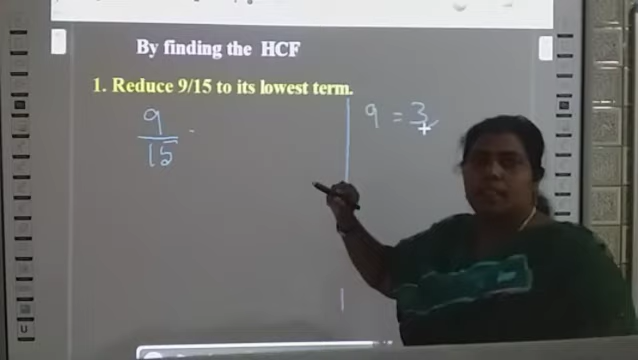 By finding the HCF
1. Reduce 9/15 to its lowest term.
9
15
9 = 3